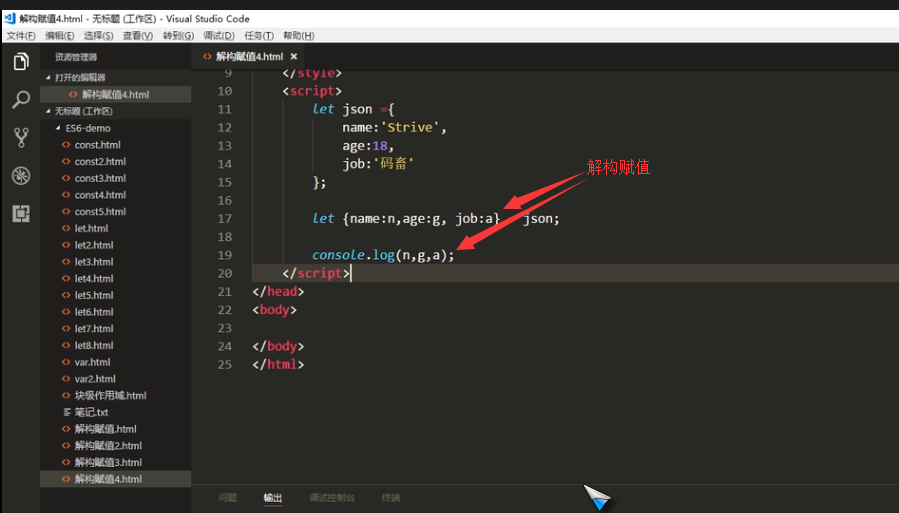 解构赋值4.html - 无标题 (工作区) - Visual Studio Code
文件(F) 编辑(E) 选择(S) 查看(V) 转到(G) 调试(D) 任务(T) 帮助(H)
资源管理器
打开的编辑器
解构赋值4.html
无标题 (工作区)
ES6-demo
const.html
const2.html
const3.html
const4.html
const5.html
let.html
let2.html
let3.html
let4.html
let5.html
let6.html
let7.html
let8.html
var.html
var2.html
块级作用域.html
笔记.txt
解构赋值.html
解构赋值2.html
解构赋值3.html
解构赋值4.html
解构赋值4.html ×
9 </style>
10 <script>
11 let json ={
12 name:'Strive',
13 age:18,
14 job:'码畜'
15 };
16
17 let {name:n,age:g, job:a} json;
18
19 console.log(n,g,a);
20 </script>
21 </head>
22 <body>
23
24 </body>
25 </html>
解构赋值
问题 输出 调试控制台 终端